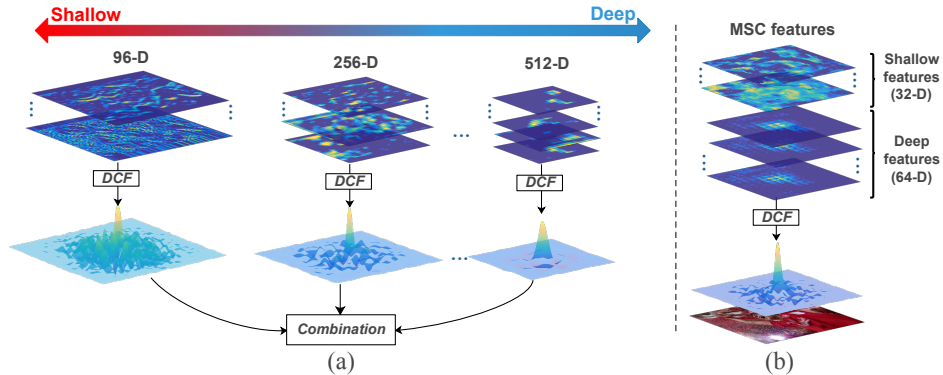 Shallow
Deep
96-D
256-D
512-D
DCF
DCF
DCF
Combination
(a)
MSC features
Shallow
features
(32-D)
Deep
features
(64-D)
DCF
(b)